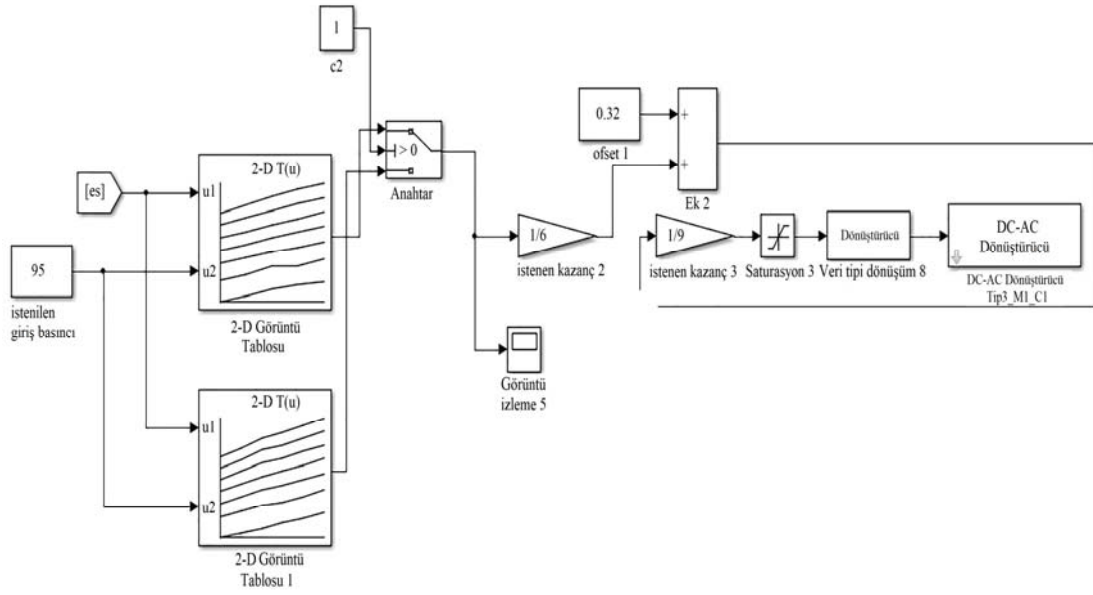 1
c2
[es]
95
istenilen
giriş basıncı
2-D T(u)
u1
u2
2-D Görüntü
Tablosu
2-D T(u)
u1
u2
2-D Görüntü
Tablosu 1
> 0
Anahtar
1/6
istenen kazanç 2
Görüntü
izleme 5
0.32
ofset 1
+
+
Ek 2
1/9
istenen kazanç 3
Saturasyon 3
Dönüştürücü
Veri tipi dönüşüm 8
DC-AC
Dönüştürücü
DC-AC Dönüştürücü
Tip3_M1_C1